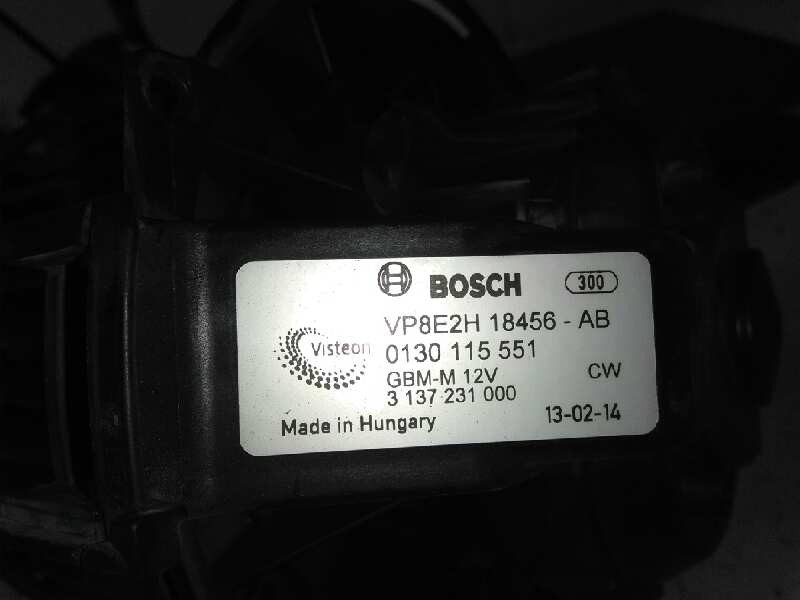 BOSCH 300
VP8E2H 18456 - AB
Visteon
0130 115 551
GBM-M 12V CW
3 137 231 000
Made in Hungary 13-02-14